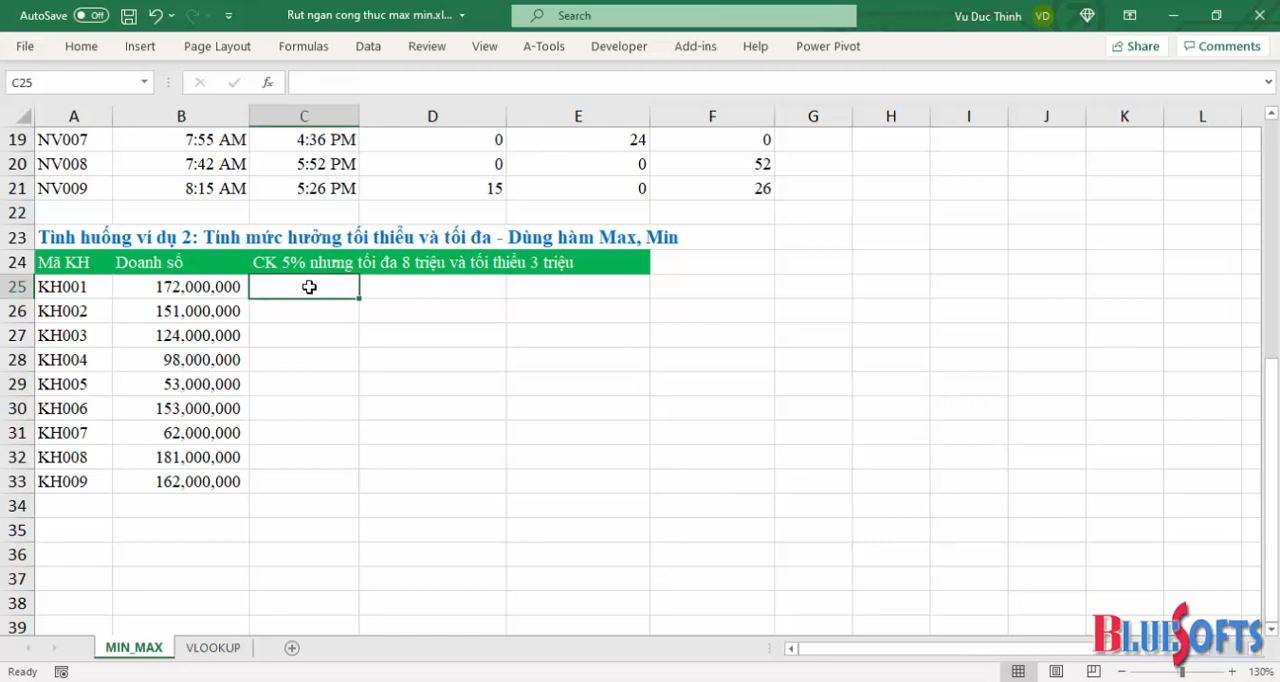 AutoSave Off Rut ngan cong thuc max min.xl... Search Vu Duc Thinh VD
File Home Insert Page Layout Formulas Data Review View A-Tools Developer Add-ins Help Power Pivot Share Comments
C25 fx
A B C D E F G H I J K L
19 NV007 7:55 AM 4:36 PM 0 24 0
20 NV008 7:42 AM 5:52 PM 0 0 52
21 NV009 8:15 AM 5:26 PM 15 0 26
22
23 Tình huống ví dụ 2: Tính mức hưởng tối thiểu và tối đa - Dùng hàm Max, Min
24 Mã KH Doanh số CK 5% nhưng tối đa 8 triệu và tối thiểu 3 triệu
25 KH001 172,000,000
26 KH002 151,000,000
27 KH003 124,000,000
28 KH004 98,000,000
29 KH005 53,000,000
30 KH006 153,000,000
31 KH007 62,000,000
32 KH008 181,000,000
33 KH009 162,000,000
34
35
36
37
38
39
MIN_MAX VLOOKUP
BLUESOFTS
Ready 130%